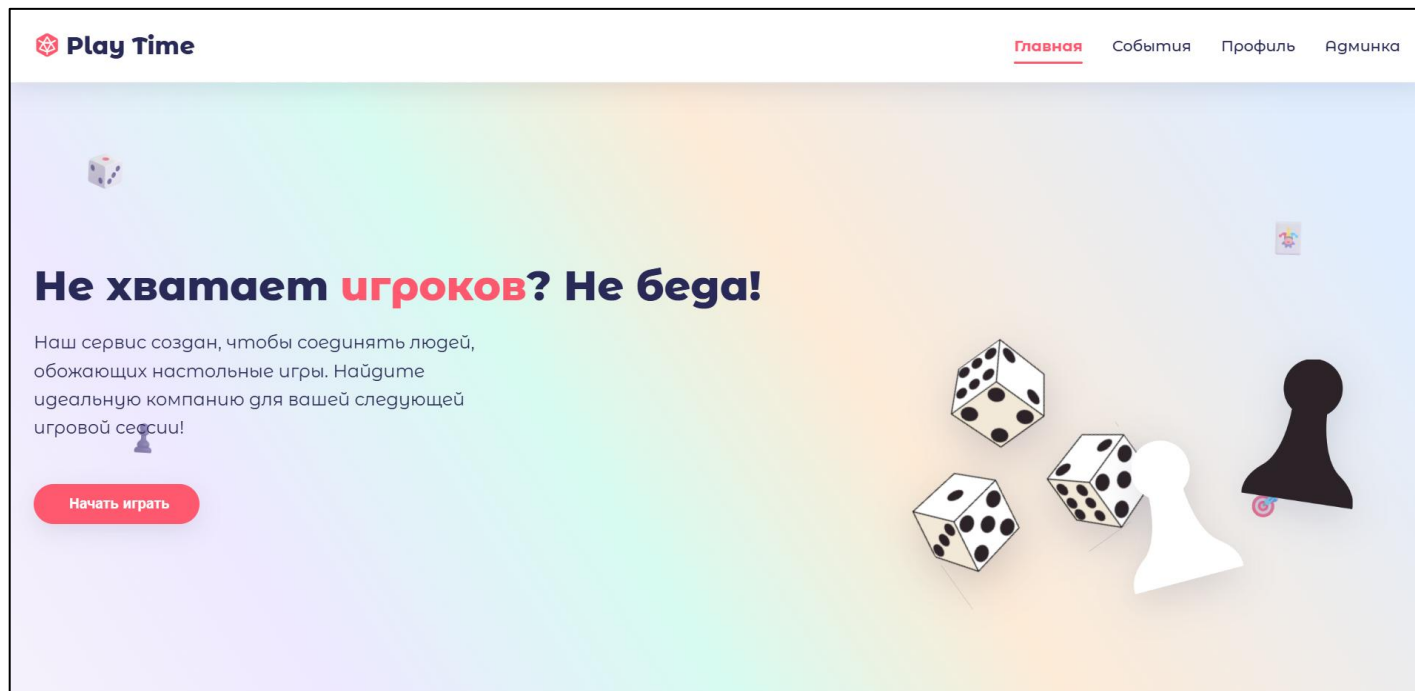 Play Time
Главная События Профиль Админка
Не хватает игроков? Не беда!
Наш сервис создан, чтобы соединять людей,
обожающих настольные игры. Найдите
идеальную компанию для вашей следующей
игровой сессии!
Начать играть